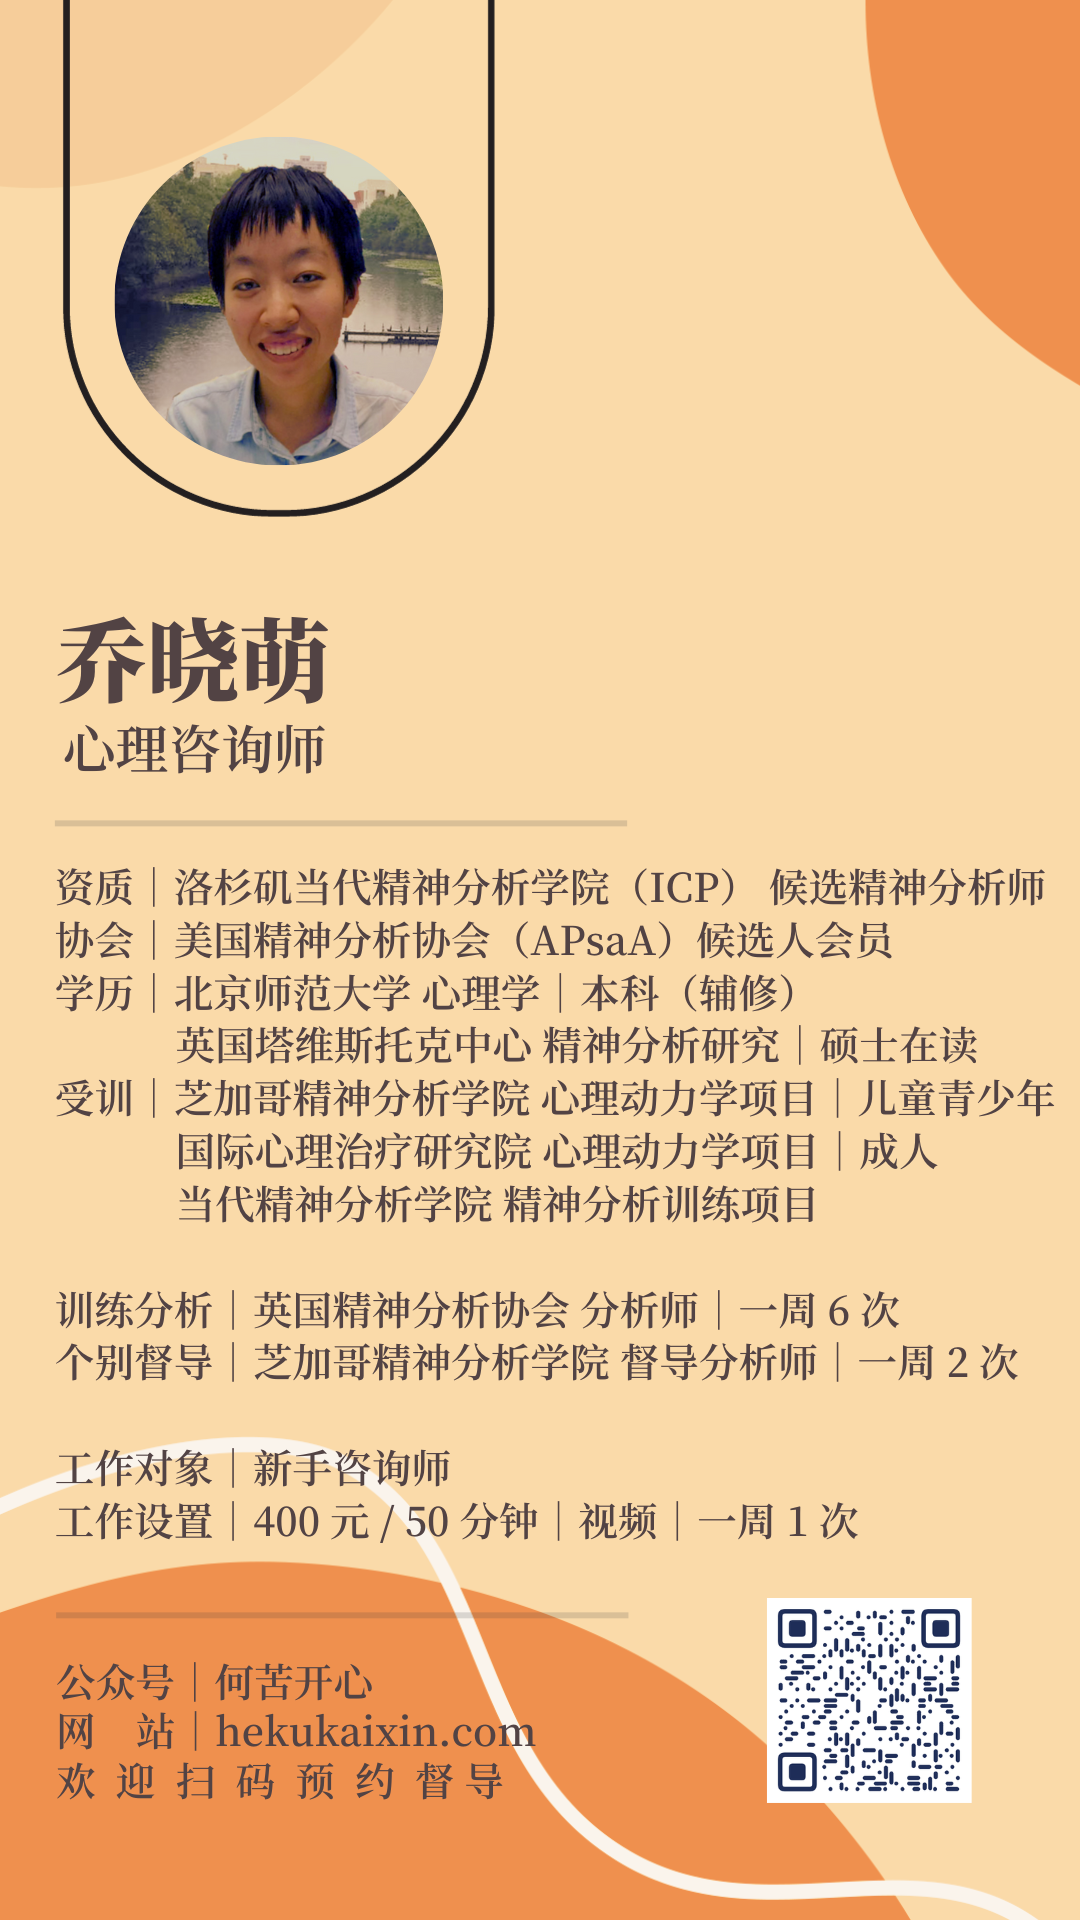 乔晓萌
心理咨询师
资质｜洛杉矶当代精神分析学院（ICP） 候选精神分析师
协会｜美国精神分析协会（APsaA）候选人会员
学历｜北京师范大学 心理学｜本科（辅修）
英国塔维斯托克中心 精神分析研究｜硕士在读
受训｜芝加哥精神分析学院 心理动力学项目｜儿童青少年
国际心理治疗研究院 心理动力学项目｜成人
当代精神分析学院 精神分析训练项目
训练分析｜英国精神分析协会 分析师｜一周 6 次
个别督导｜芝加哥精神分析学院 督导分析师｜一周 2 次
工作对象｜新手咨询师
工作设置｜400 元 / 50 分钟｜视频｜一周 1 次
公众号｜何苦开心
网　站｜hekukaixin.com
欢 迎 扫 码 预 约 督 导